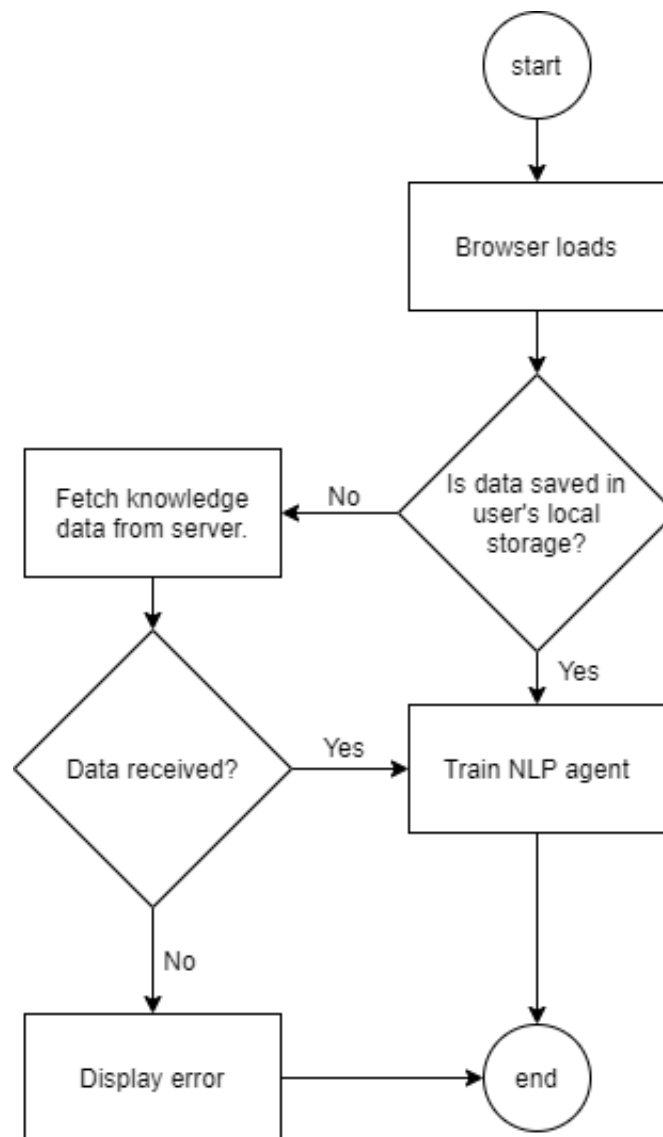 start
Browser loads
Is data saved in
user's local
storage?
No
Fetch knowledge
data from server.
Yes
Data received?
Yes
Train NLP agent
No
Display error
end